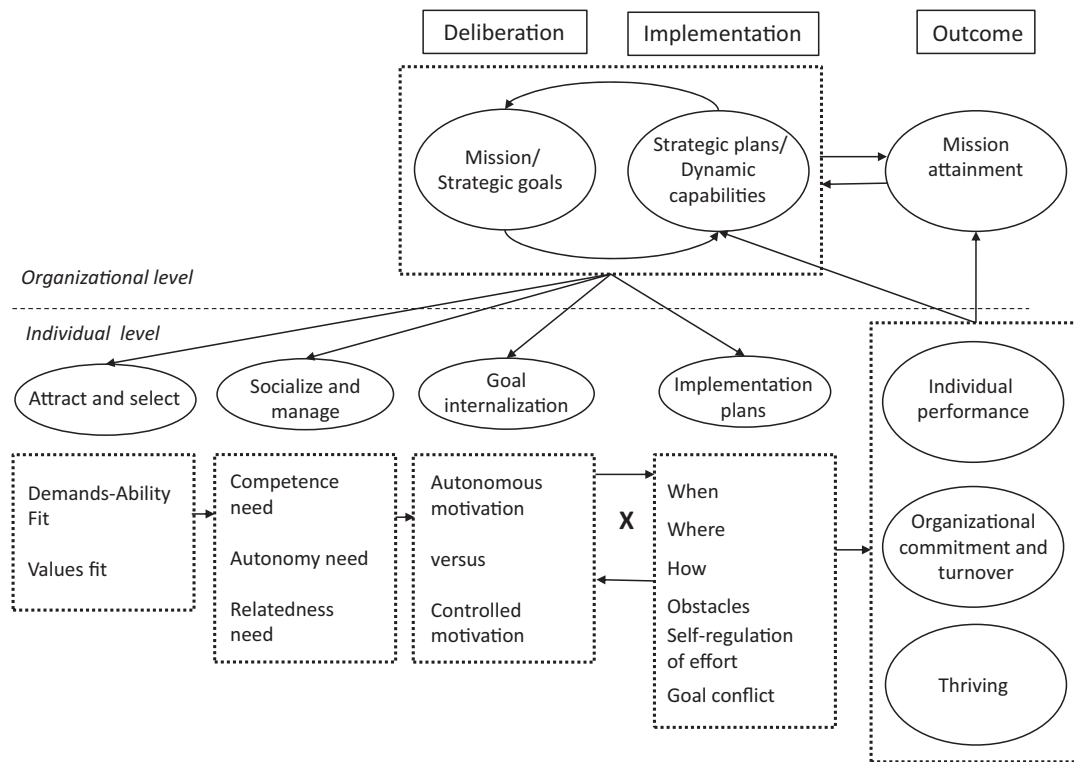 Deliberation
Implementation
Outcome
Mission/
Strategic goals
Strategic plans/
Dynamic
capabilities
Mission
attainment
Organizational level
Individual level
Attract and select
Socialize and
manage
Goal
internalization
Implementation
plans
Individual
performance
Demands-Ability
Fit
Values fit
Competence
need
Autonomy need
Relatedness
need
Autonomous
motivation
versus
Controlled
motivation
X
When
Where
How
Obstacles
Self-regulation
of effort
Goal conflict
Organizational
commitment and
turnover
Thriving